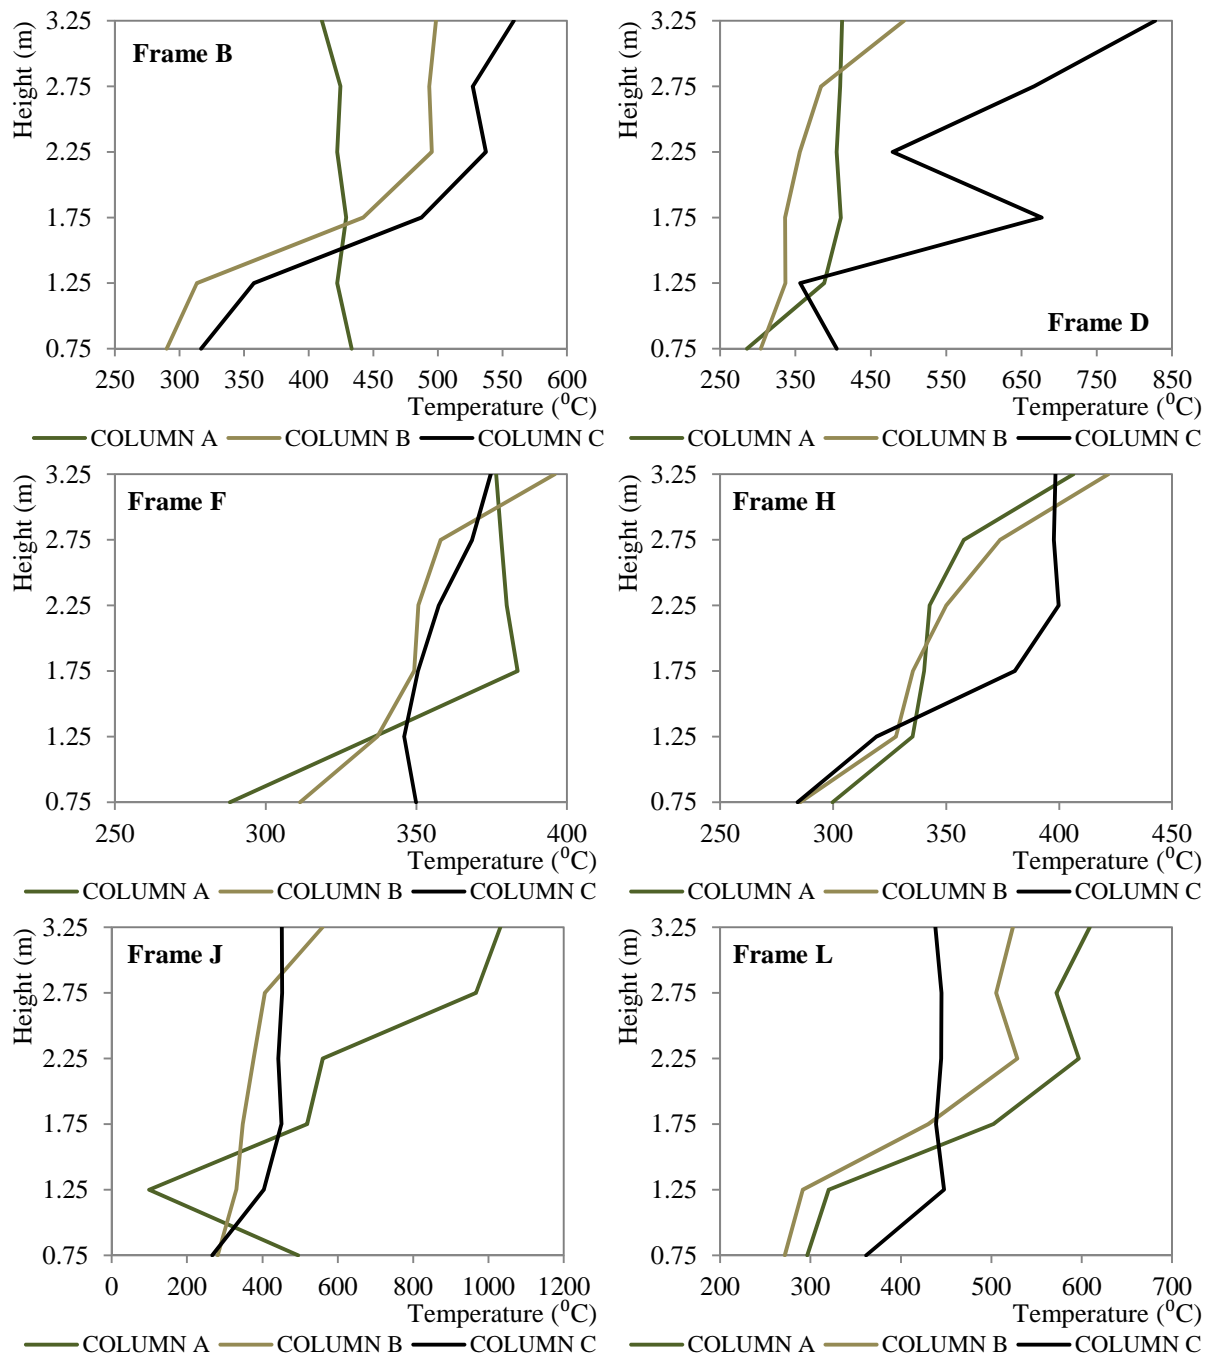 Frame B
Height (m)
3.25
2.75
2.25
1.75
1.25
0.75
250 300 350 400 450 500 550 600
Temperature (⁰C)
COLUMN A COLUMN B COLUMN C
Frame D
Height (m)
3.25
2.75
2.25
1.75
1.25
0.75
250 350 450 550 650 750 850
Temperature (⁰C)
COLUMN A COLUMN B COLUMN C
Frame F
Height (m)
3.25
2.75
2.25
1.75
1.25
0.75
250 300 350 400
Temperature (⁰C)
COLUMN A COLUMN B COLUMN C
Frame H
Height (m)
3.25
2.75
2.25
1.75
1.25
0.75
250 300 350 400 450
Temperature (⁰C)
COLUMN A COLUMN B COLUMN C
Frame J
Height (m)
3.25
2.75
2.25
1.75
1.25
0.75
0 200 400 600 800 1000 1200
Temperature (⁰C)
COLUMN A COLUMN B COLUMN C
Frame L
Height (m)
3.25
2.75
2.25
1.75
1.25
0.75
200 300 400 500 600 700
Temperature (⁰C)
COLUMN A COLUMN B COLUMN C